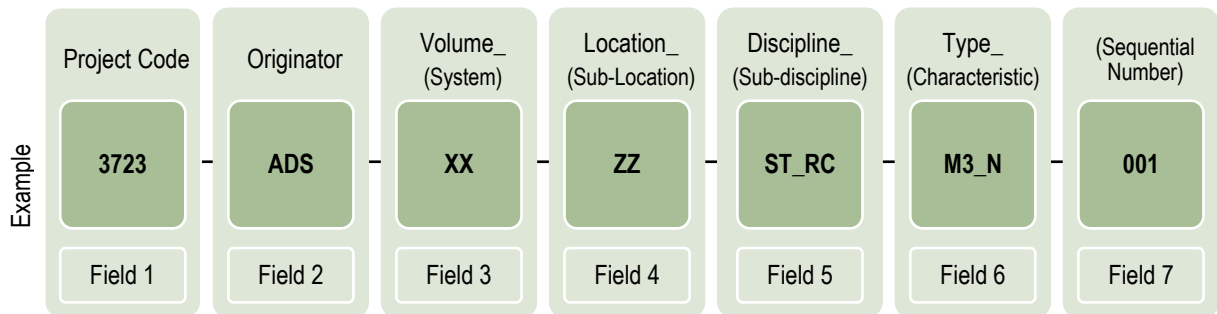 Project Code
Originator
Volume_
(System)
Location_
(Sub-Location)
Discipline_
(Sub-discipline)
Type_
(Characteristic)
(Sequential
Number)
Example
3723 – ADS – XX – ZZ – ST_RC – M3_N – 001
Field 1
Field 2
Field 3
Field 4
Field 5
Field 6
Field 7